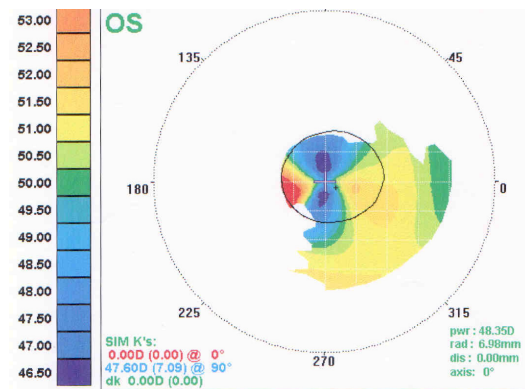 OS
53.00
52.50
52.00
51.50
51.00
50.50
50.00
49.50
49.00
48.50
48.00
47.50
47.00
46.50
135
45
180
0
225
315
270
SIM K's:
0.00D (0.00) @ 0°
47.60D (7.09) @ 90°
dk 0.00D (0.00)
pwr : 48.35D
rad : 6.98mm
dis : 0.00mm
axis: 0°